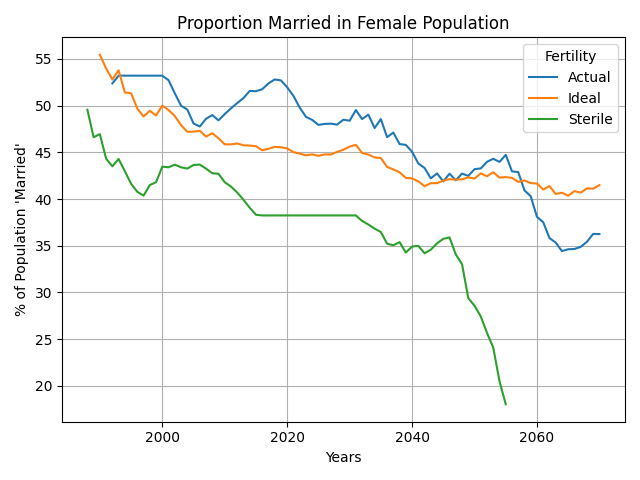 Proportion Married in Female Population
% of Population 'Married'
55
50
45
40
35
30
25
20
Fertility
Actual
Ideal
Sterile
2000 2020 2040 2060
Years